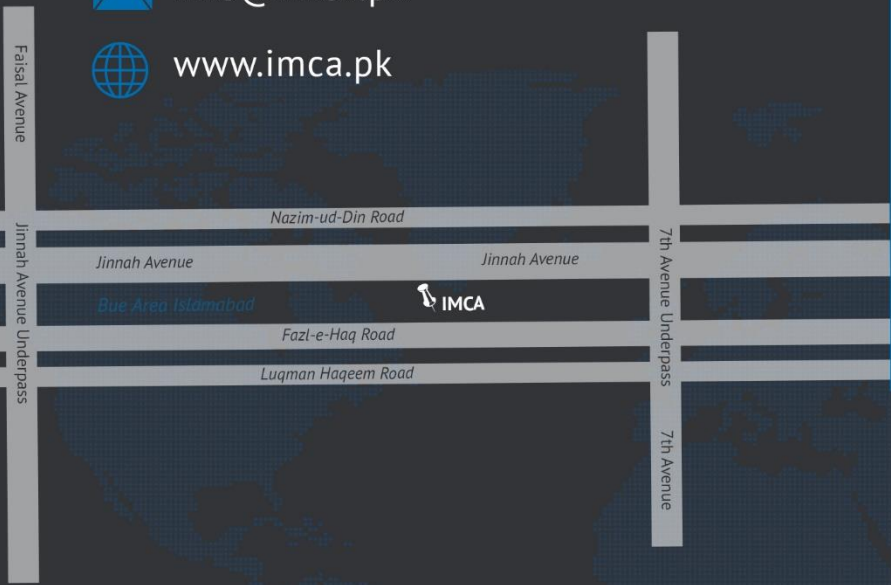 www.imca.pk
Faisal Avenue
Nazim-ud-Din Road
Jinnah Avenue Underpass
Jinnah Avenue
Jinnah Avenue
7th Avenue Underpass
Bue Area Islamabad
IMCA
Fazl-e-Haq Road
Luqman Haqeem Road
7th Avenue